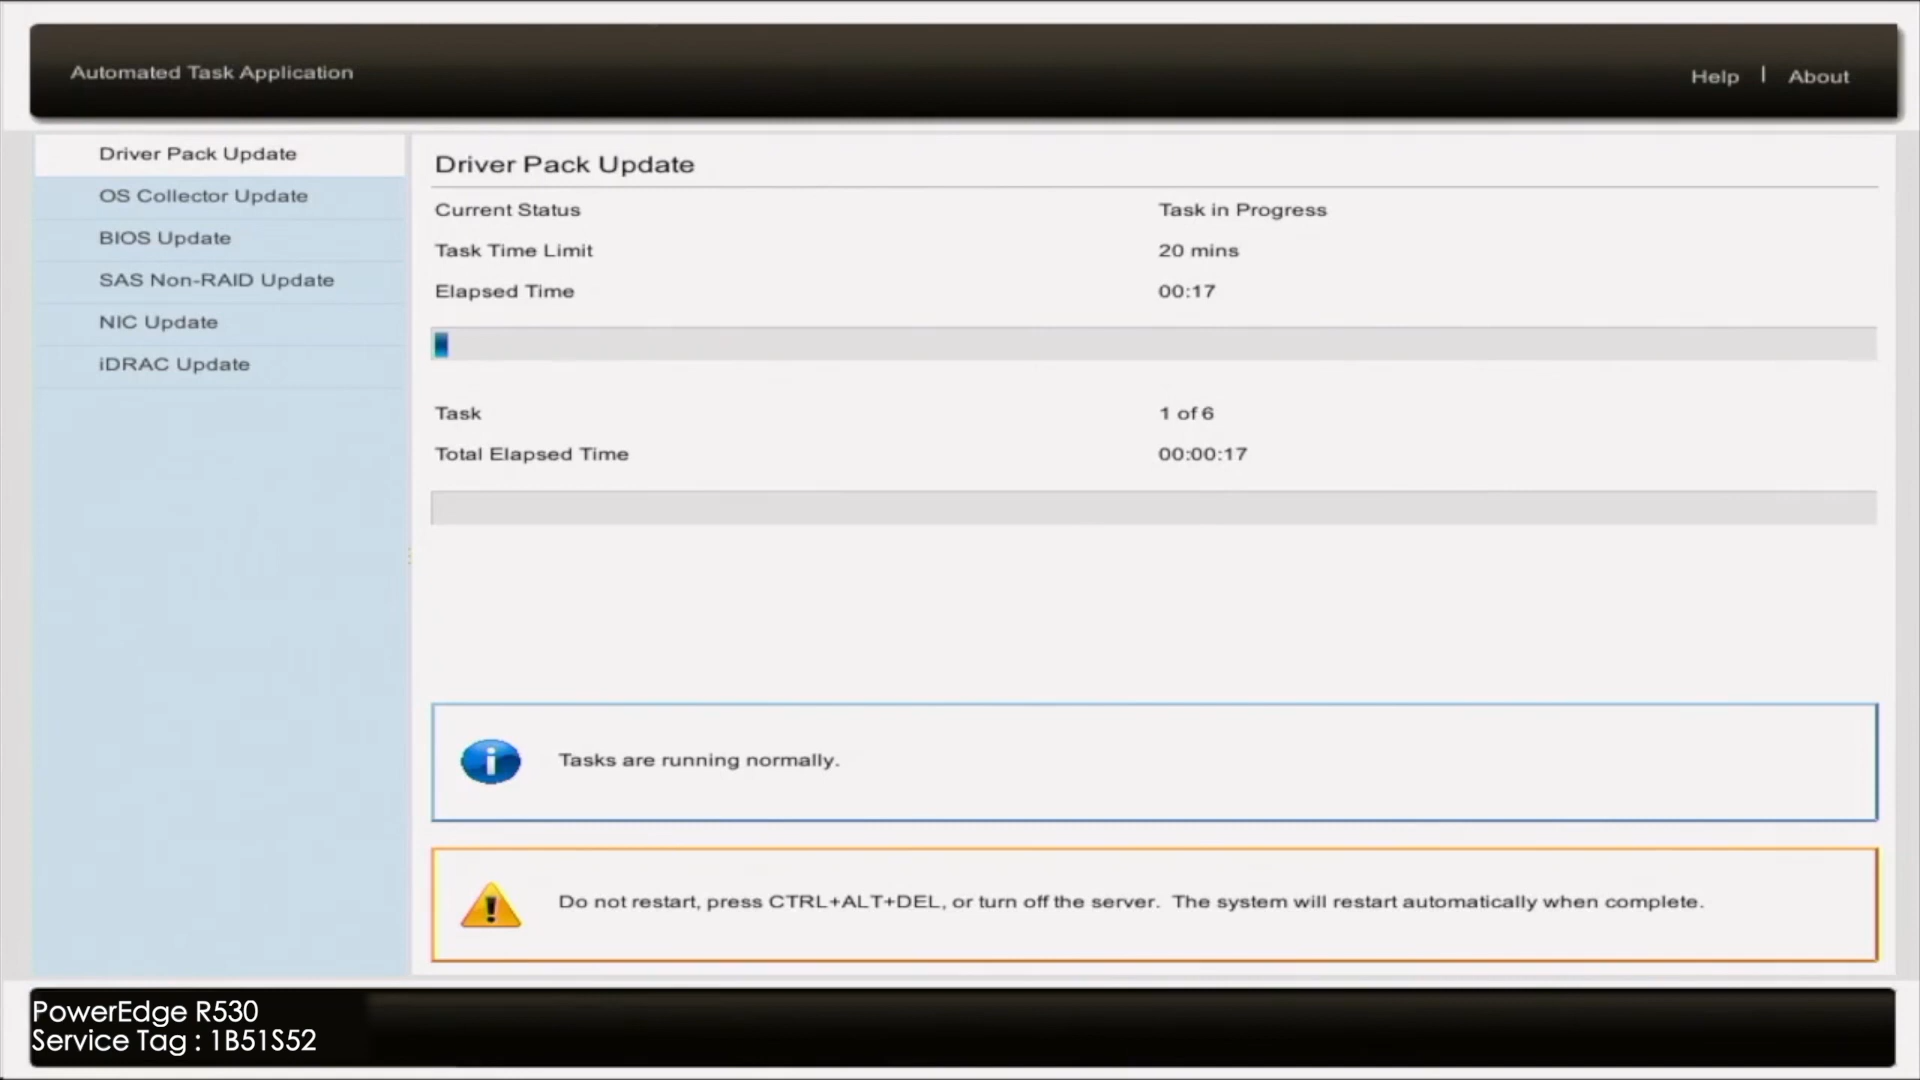 Automated Task Application
Help | About
Driver Pack Update
OS Collector Update
BIOS Update
SAS Non-RAID Update
NIC Update
iDRAC Update
Driver Pack Update
Current Status Task in Progress
Task Time Limit 20 mins
Elapsed Time 00:17
Task 1 of 6
Total Elapsed Time 00:00:17
Tasks are running normally.
Do not restart, press CTRL+ALT+DEL, or turn off the server. The system will restart automatically when complete.
PowerEdge R530
Service Tag : 1B51S52